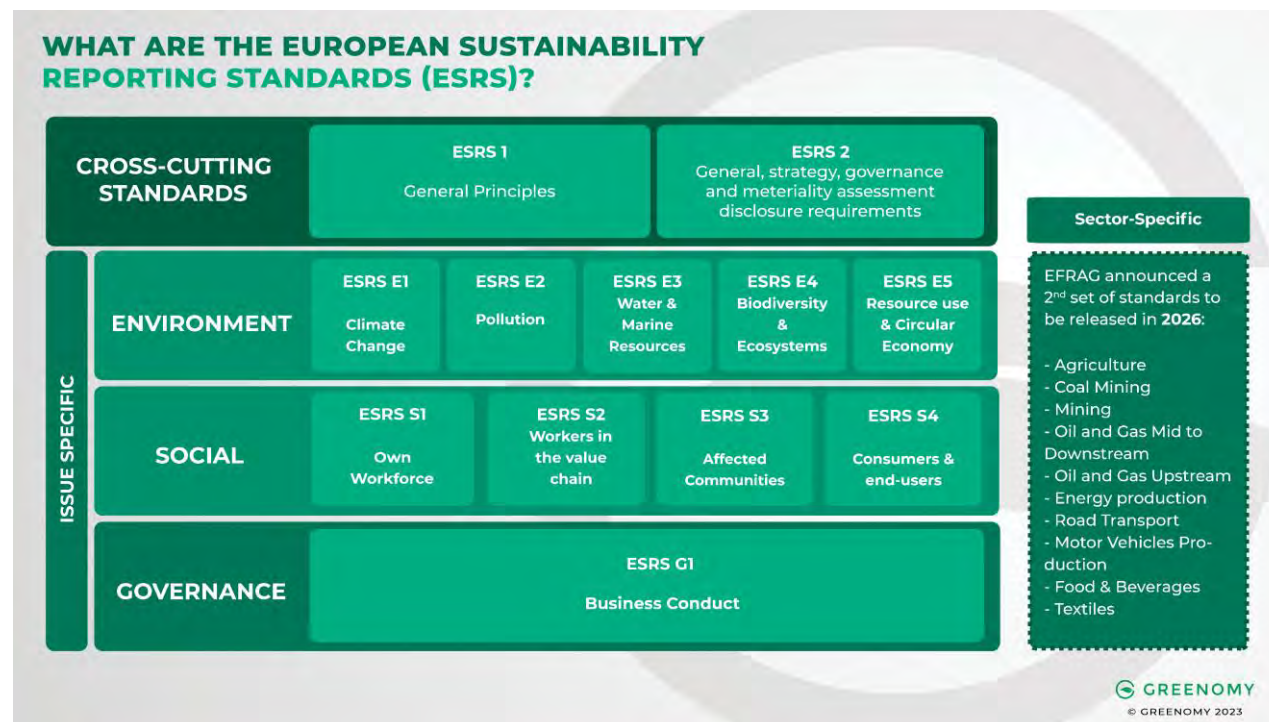 WHAT ARE THE EUROPEAN SUSTAINABILITY
REPORTING STANDARDS (ESRS)?
CROSS-CUTTING
STANDARDS
ESRS 1
General Principles
ESRS 2
General, strategy, governance
and meteriality assessment
disclosure requirements
ISSUE SPECIFIC
ENVIRONMENT
ESRS E1
Climate
Change
ESRS E2
Pollution
ESRS E3
Water &
Marine
Resources
ESRS E4
Biodiversity
&
Ecosystems
ESRS E5
Resource use
& Circular
Economy
SOCIAL
ESRS S1
Own
Workforce
ESRS S2
Workers in
the value
chain
ESRS S3
Affected
Communities
ESRS S4
Consumers &
end-users
GOVERNANCE
ESRS G1
Business Conduct
Sector-Specific
EFRAG announced a
2nd set of standards to
be released in 2026:
- Agriculture
- Coal Mining
- Mining
- Oil and Gas Mid to
Downstream
- Oil and Gas Upstream
- Energy production
- Road Transport
- Motor Vehicles Pro-
duction
- Food & Beverages
- Textiles
GREENOMY
© GREENOMY 2023